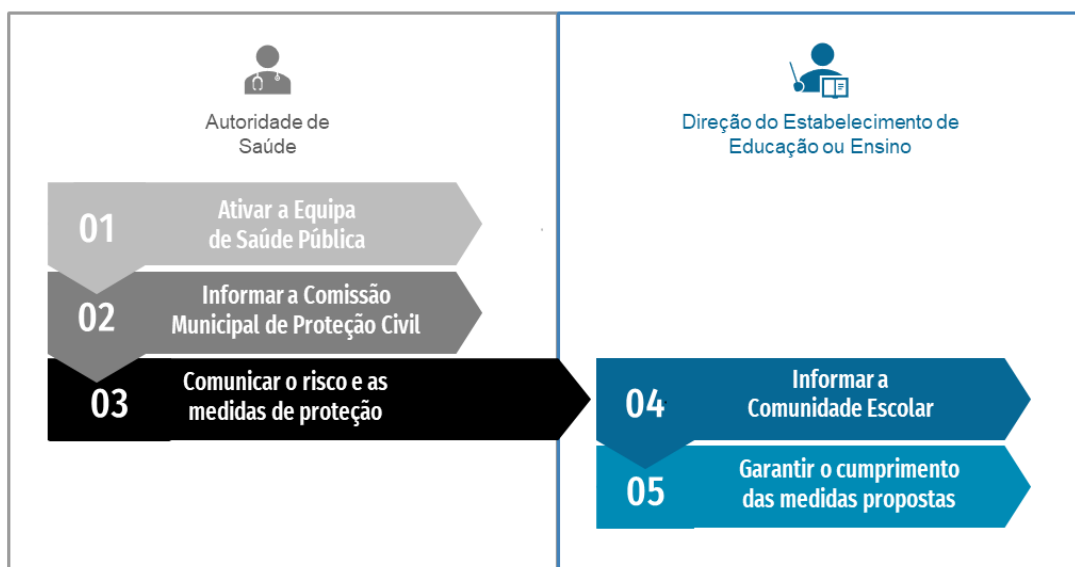 Autoridade de
Saúde
Direção do Estabelecimento de
Educação ou Ensino
01
Ativar a Equipa
de Saúde Pública
02
Informar a Comissão
Municipal de Proteção Civil
03
Comunicar o risco e as
medidas de proteção
04
Informar a
Comunidade Escolar
05
Garantir o cumprimento
das medidas propostas